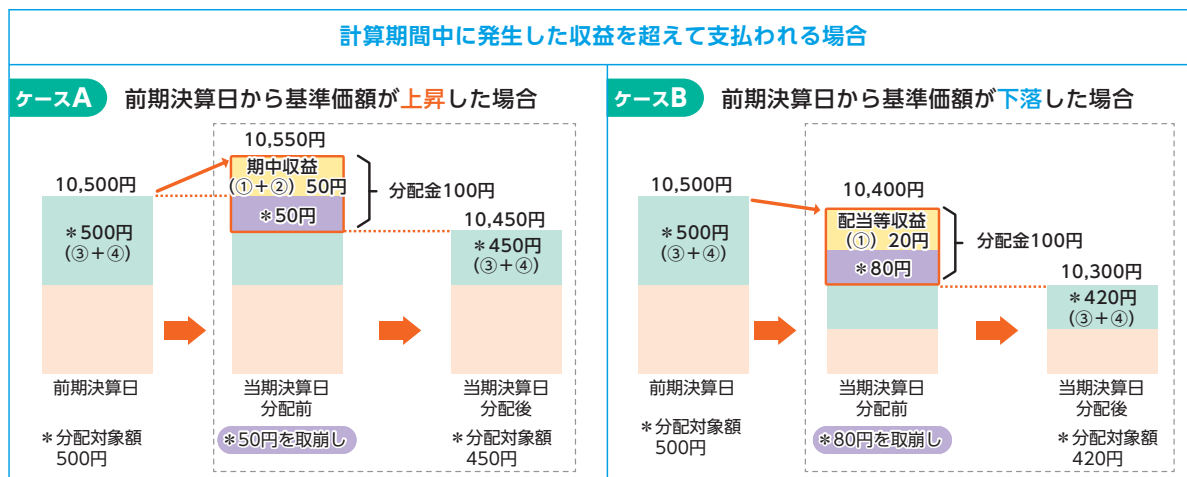 計算期間中に発生した収益を超えて支払われる場合
ケースA 前期決算日から基準価額が上昇した場合
10,550円
10,500円
期中収益
(①+②) 50円
＊50円
分配金100円
＊500円
(③+④)
10,450円
＊450円
(③+④)
前期決算日
当期決算日
分配前
当期決算日
分配後
＊分配対象額
500円
＊50円を取崩し
＊分配対象額
450円
ケースB 前期決算日から基準価額が下落した場合
10,500円
10,400円
＊500円
(③+④)
配当等収益
(①) 20円
＊80円
分配金100円
10,300円
＊420円
(③+④)
前期決算日
当期決算日
分配前
当期決算日
分配後
＊分配対象額
500円
＊80円を取崩し
＊分配対象額
420円